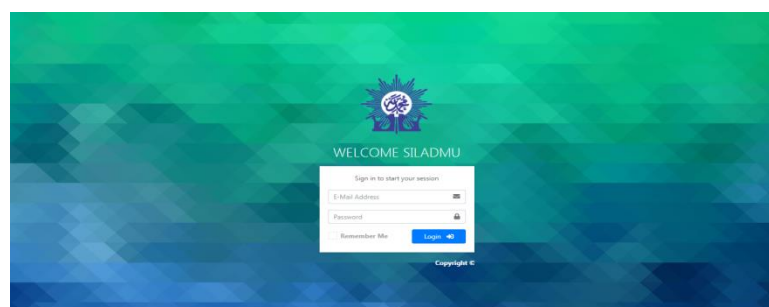 WELCOME SILADMU
Sign in to start your session
E-Mail Address
Password
Remember Me
Login
Copyright ©